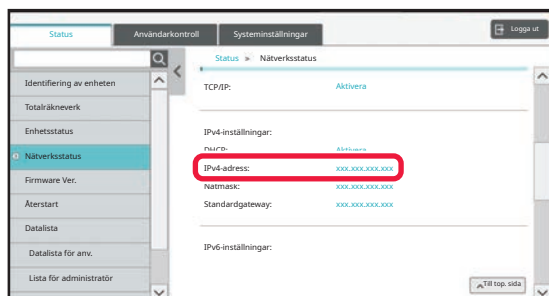 Status
Användarkontroll
Systeminställningar
Logga ut
Status » Nätverksstatus
Identifiering av enheten
Totalräkneverk
Enhetsstatus
Nätverksstatus
Firmware Ver.
Återstart
Datalista
Datalista för anv.
Lista för administratör
TCP/IP: Aktivera
IPv4-inställningar:
DHCP: Aktivera
IPv4-adress: xxx.xxx.xxx.xxx
Nätmask: xxx.xxx.xxx.xxx
Standardgateway: xxx.xxx.xxx.xxx
IPv6-inställningar:
Till top. sida